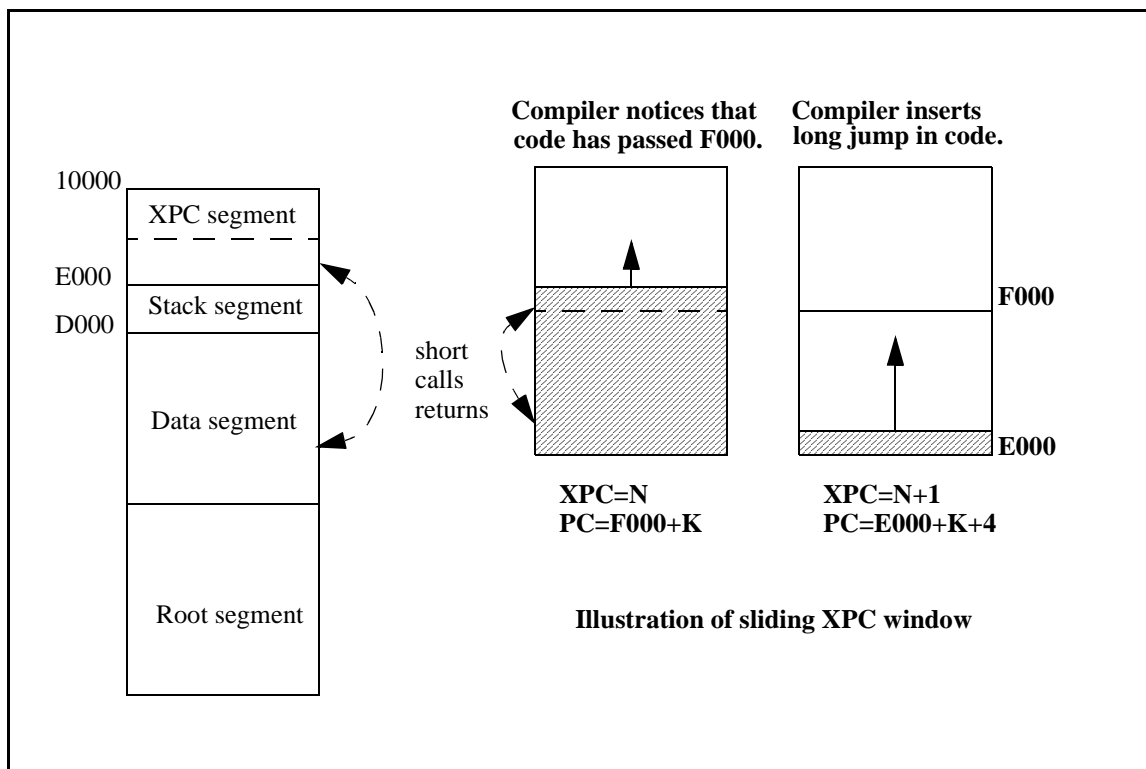 Compiler notices that
code has passed F000.
Compiler inserts
long jump in code.
10000
XPC segment
E000
Stack segment
D000
Data segment
Root segment
short
calls
returns
F000
E000
XPC=N
PC=F000+K
XPC=N+1
PC=E000+K+4
Illustration of sliding XPC window